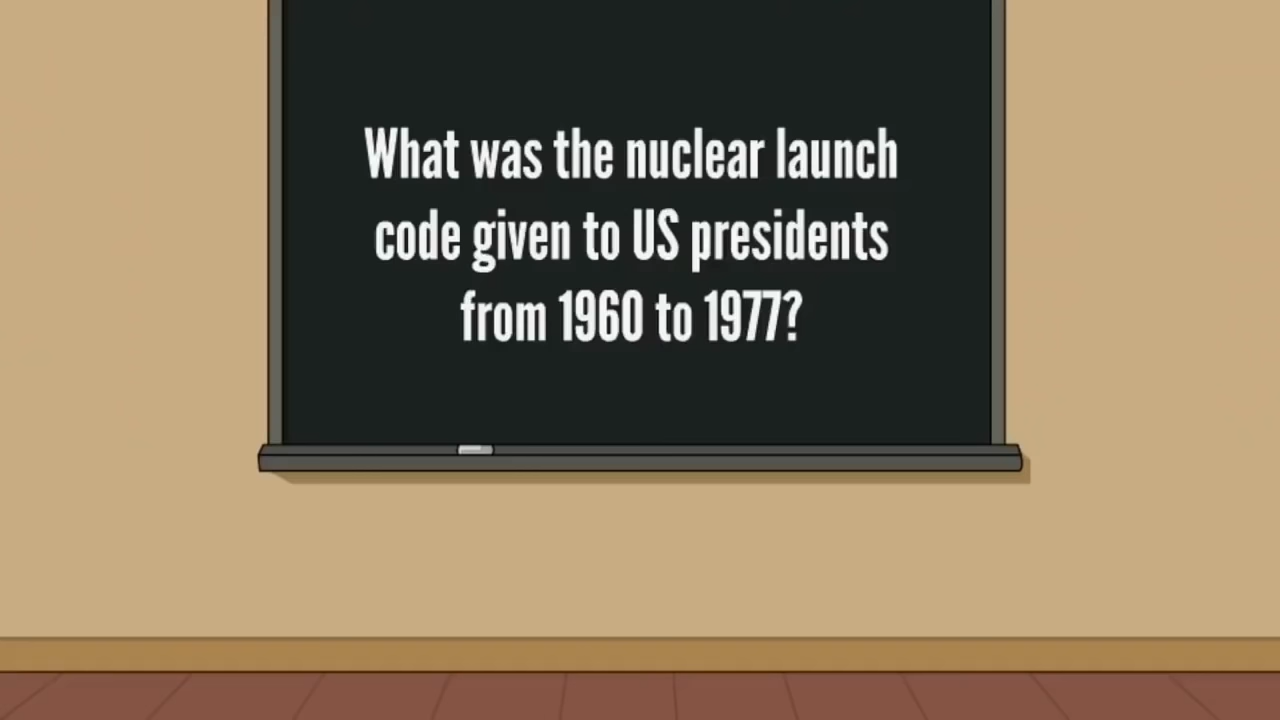 What was the nuclear launch
code given to US presidents
from 1960 to 1977?